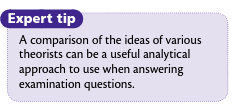 Expert tip
A comparison of the ideas of various
theorists can be a useful analytical
approach to use when answering
examination questions.